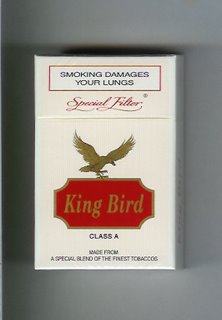 SMOKING DAMAGES
YOUR LUNGS
Special Filter ®
King Bird
CLASS A
MADE FROM
A SPECIAL BLEND OF THE FINEST TOBACCOS